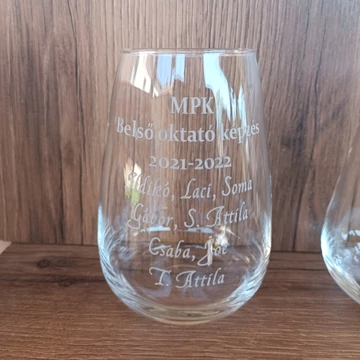 MPK
Belső oktató képzés
2021-2022
Ildikó, Laci, Soma
Gábor, S. Attila
Csaba, Joe
T. Attila